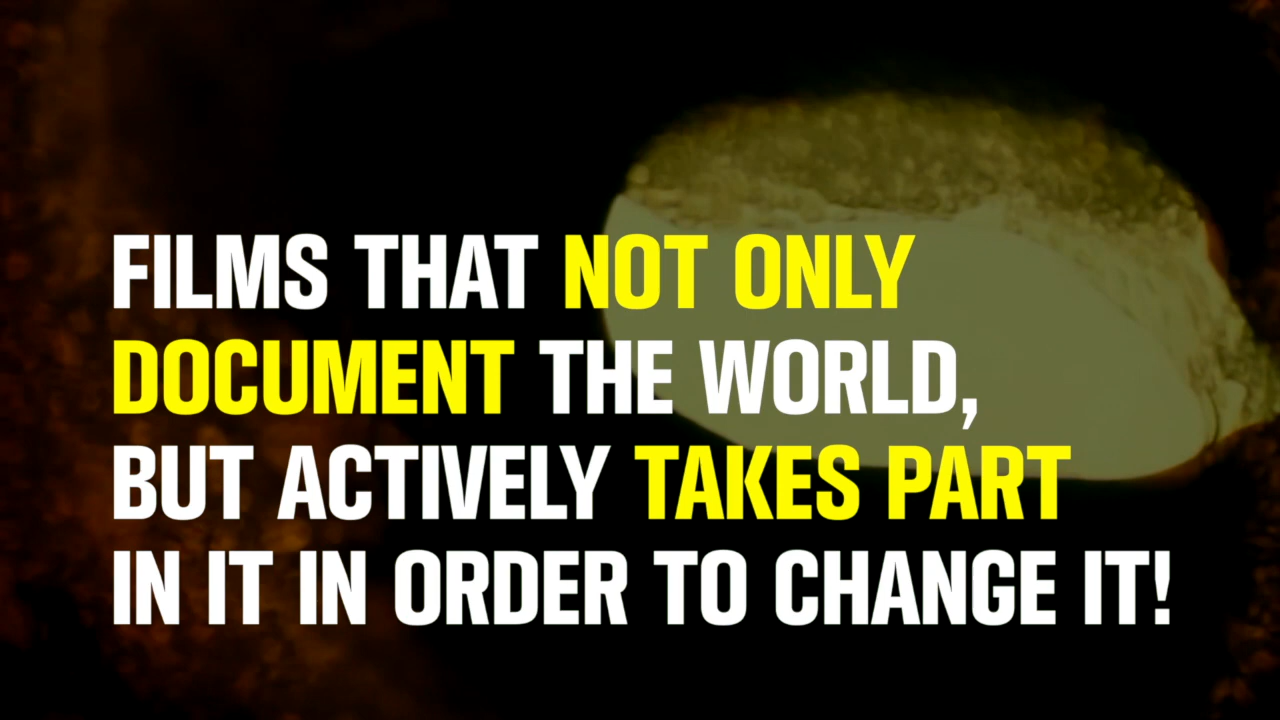 FILMS THAT NOT ONLY
DOCUMENT THE WORLD,
BUT ACTIVELY TAKES PART
IN IT IN ORDER TO CHANGE IT!